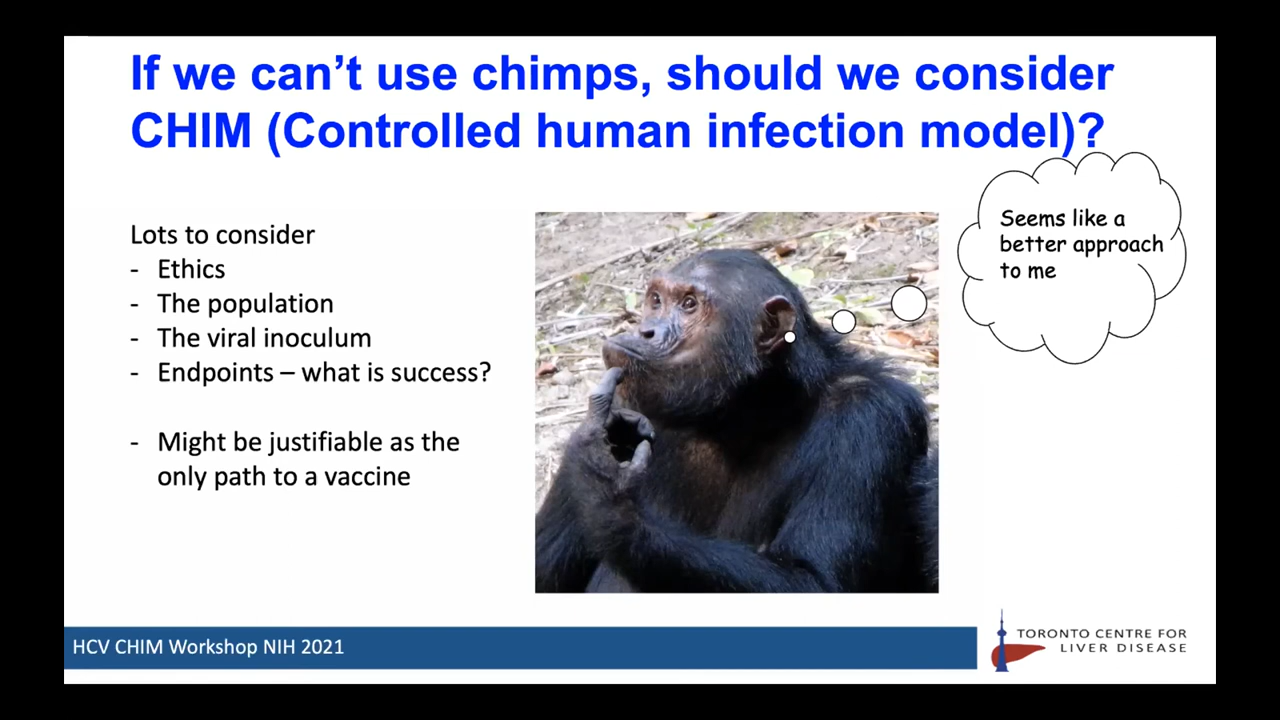 If we can’t use chimps, should we consider
CHIM (Controlled human infection model)?
Lots to consider
- Ethics
- The population
- The viral inoculum
- Endpoints – what is success?
- Might be justifiable as the
only path to a vaccine
Seems like a
better approach
to me
HCV CHIM Workshop NIH 2021
TORONTO CENTRE FOR
LIVER DISEASE